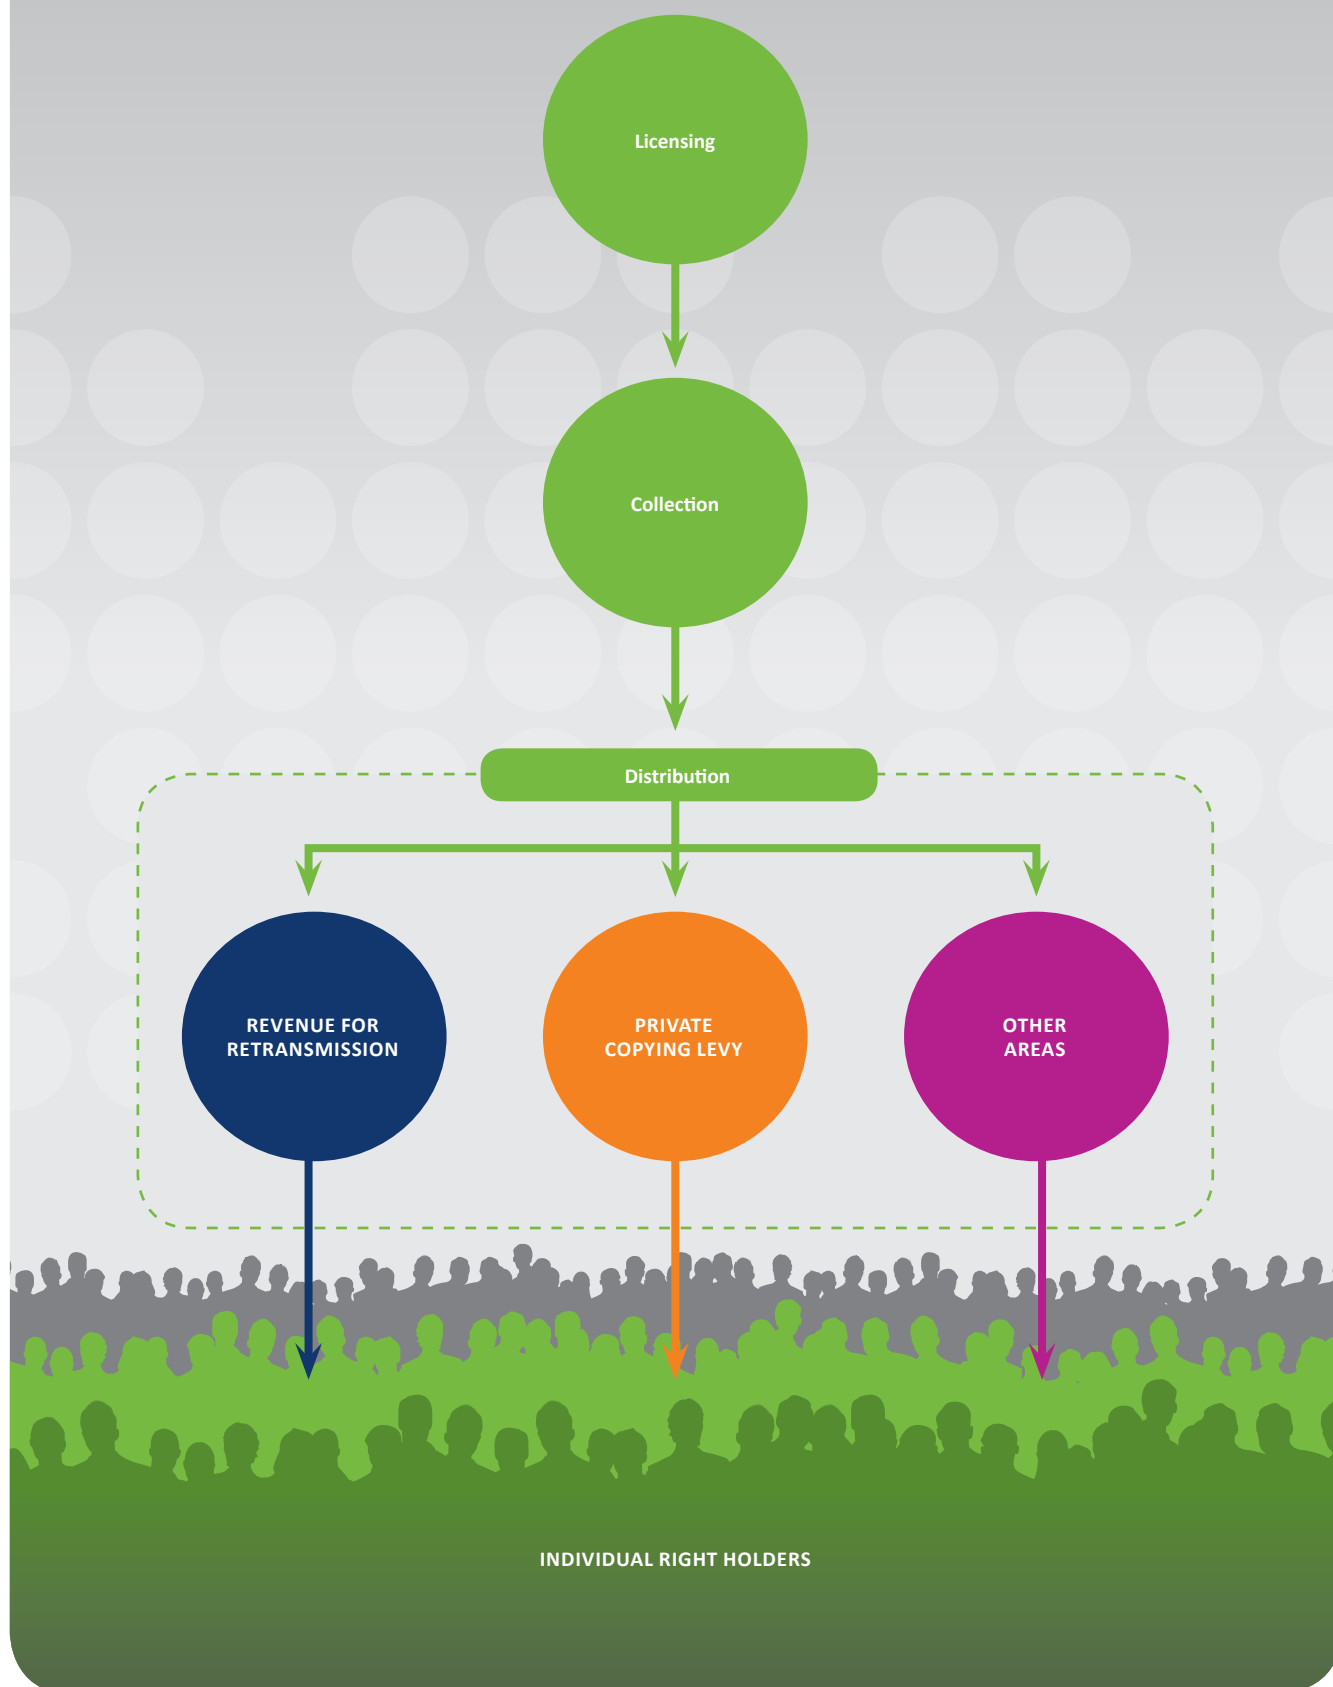 Licensing
Collection
Distribution
REVENUE FOR
RETRANSMISSION
PRIVATE
COPYING LEVY
OTHER
AREAS
INDIVIDUAL RIGHT HOLDERS